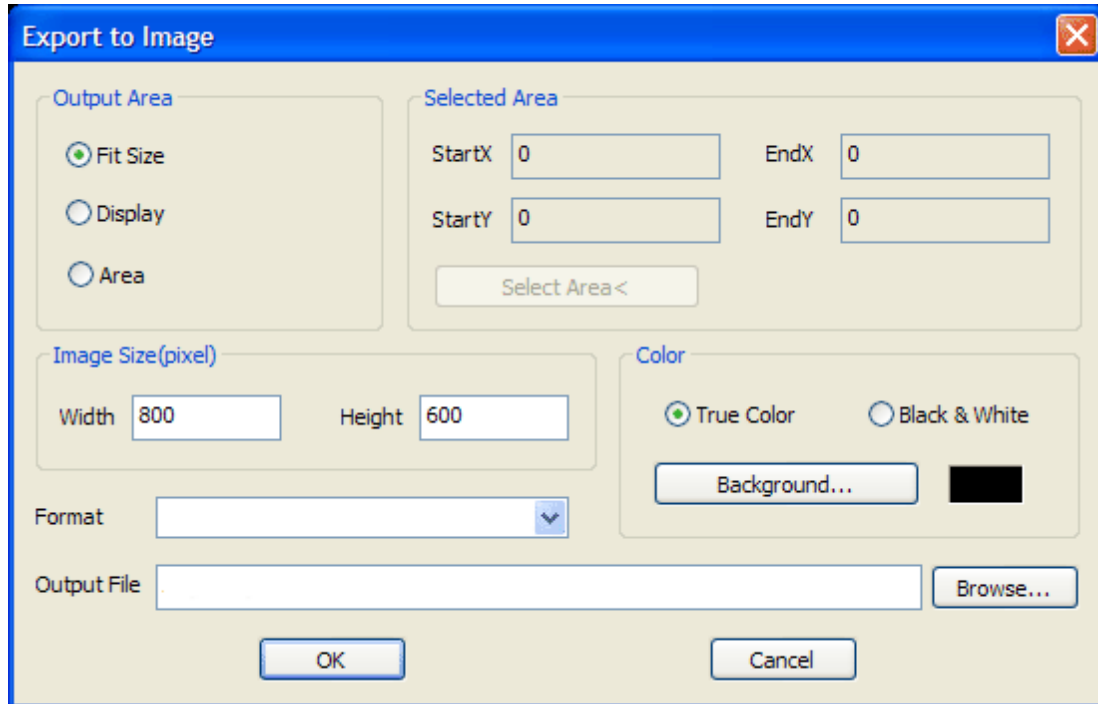 Export to Image
Output Area
Fit Size
Display
Area
Selected Area
StartX 0 EndX 0
StartY 0 EndY 0
Select Area<
Image Size(pixel)
Width 800 Height 600
Color
True Color Black & White
Background...
Format
Output File Browse...
OK Cancel